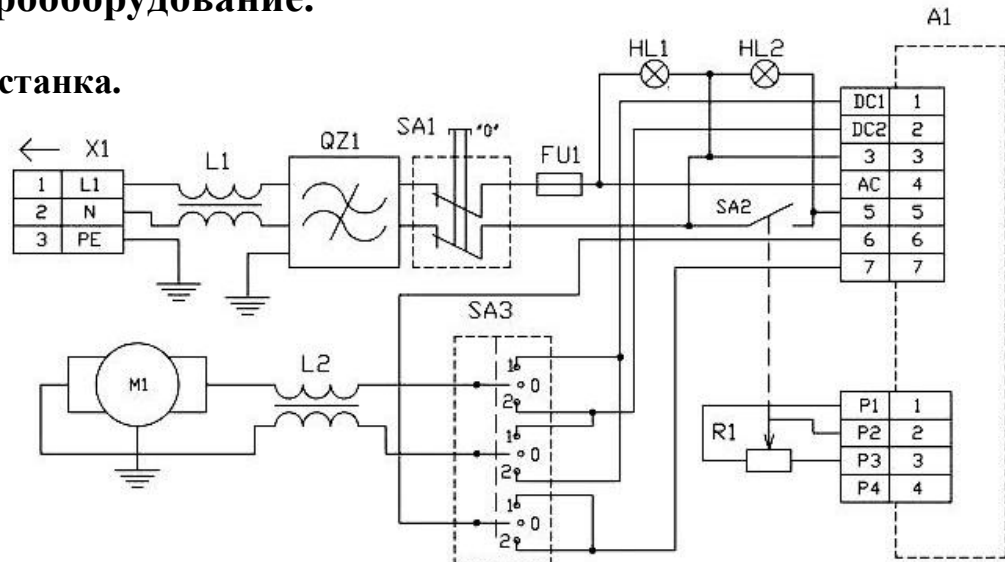 рооборудование.
станка.
A1
HL1 HL2
X1 L1 QZ1 SA1 "0" FU1
DC1 1
DC2 2
3 3
AC 4
5 5
6 6
7 7
1 L1
2 N
3 PE
SA2
SA3
M1 L2
1 0
2
1 0
2
1 0
2
R1
P1 1
P2 2
P3 3
P4 4